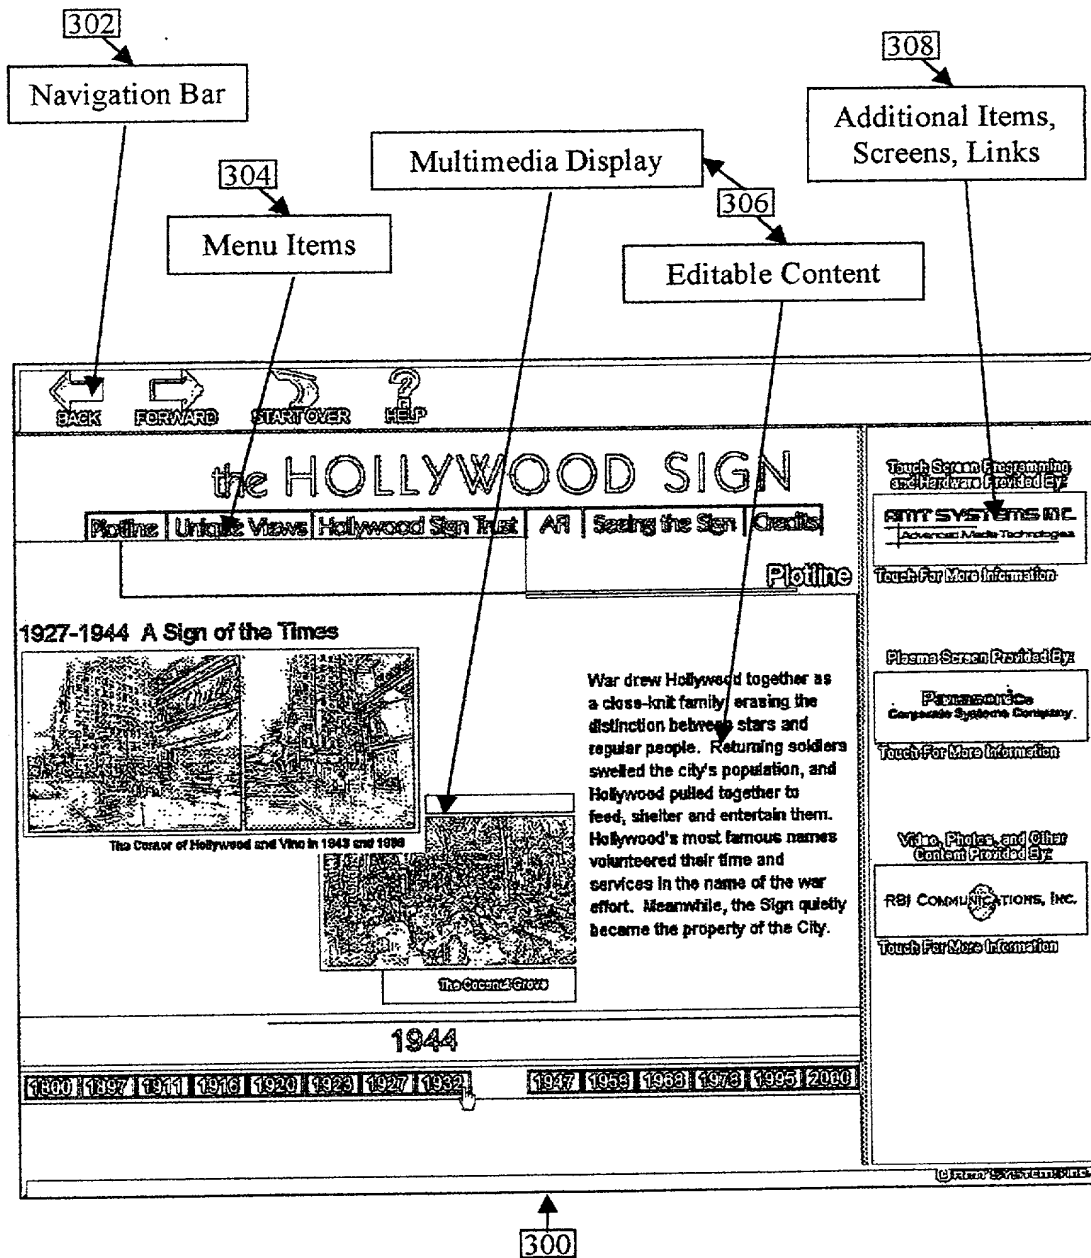 302
308
Navigation Bar
Additional Items,
Screens, Links
Multimedia Display
304
306
Menu Items
Editable Content
BACK FORWARD START OVER HELP
the HOLLYWOOD SIGN
Plotline Unique Views Hollywood Sign Trust AR Seeing the Sign Credits
Plotline
Touch Screen Programming
and Hardware Provided By:
AMT SYSTEMS INC.
Advanced Media Technologies
Touch For More Information
1927-1944 A Sign of the Times
The Corner of Hollywood and Vine in 1943 and 1998
The Coconut Grove
War drew Hollywood together as
a close-knit family, erasing the
distinction between stars and
regular people. Returning soldiers
swelled the city's population, and
Hollywood pulled together to
feed, shelter and entertain them.
Hollywood's most famous names
volunteered their time and
services in the name of the war
effort. Meanwhile, the Sign quietly
became the property of the City.
Plasma Screen Provided By:
Panasonic
Corporate Systems Company
Touch For More Information
Video, Photos, and Other
Content Provided By:
RBI COMMUNICATIONS, INC.
Touch For More Information
1944
1800 1897 1911 1916 1920 1923 1927 1932 1947 1959 1968 1978 1995 2000
© AMT SYSTEMS Inc.
300